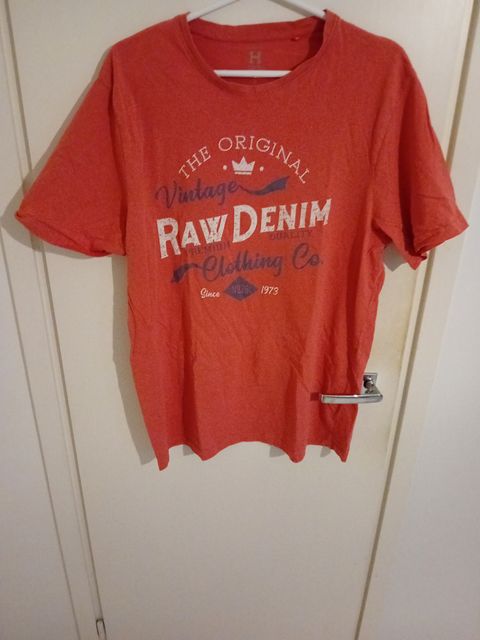 H
THE ORIGINAL
Vintage
RAW DENIM
PREMIUM QUALITY
Clothing Co.
Since 1973